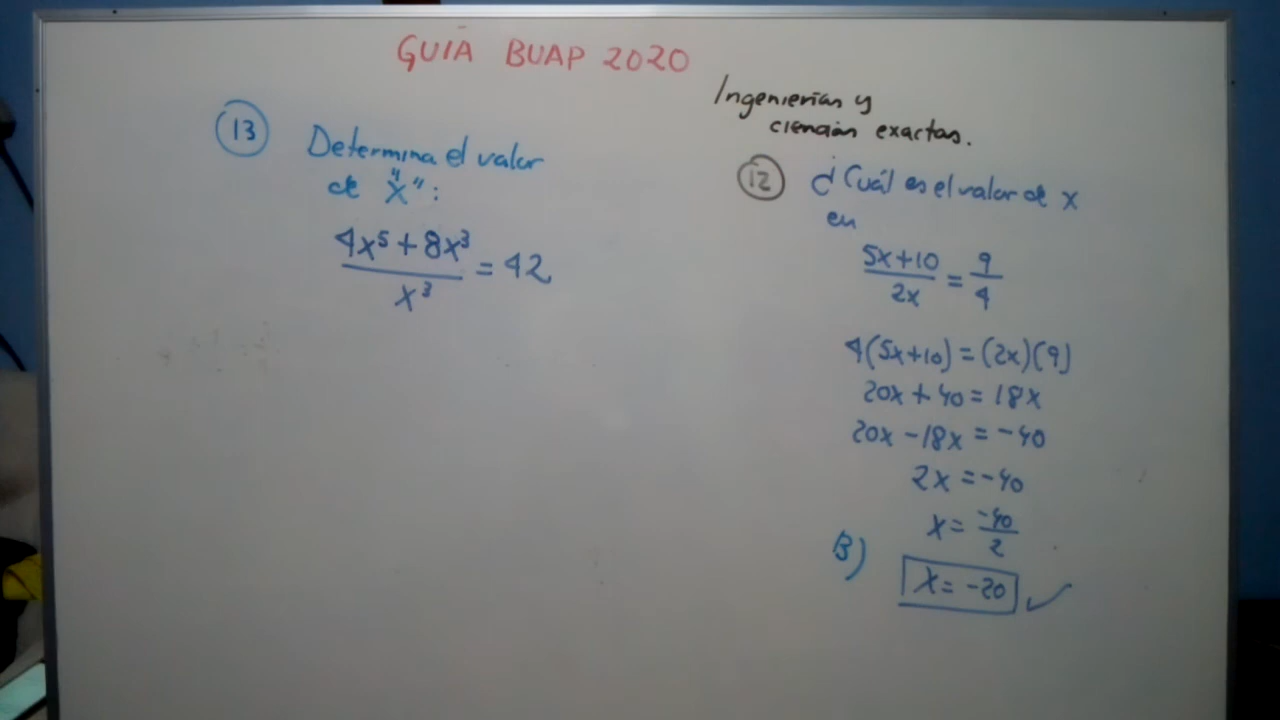 GUIA BUAP 2020
Ingenierías y
ciencias exactas.
13
Determina el valor
de "X":
4x⁵ + 8x³
/ x³ = 42
12 ¿Cuál es el valor de x
en
5x+10 / 2x = 9 / 4
4(5x+10) = (2x)(9)
20x + 40 = 18x
20x - 18x = -40
2x = -40
x = -40 / 2
B)
X = -20 ✓